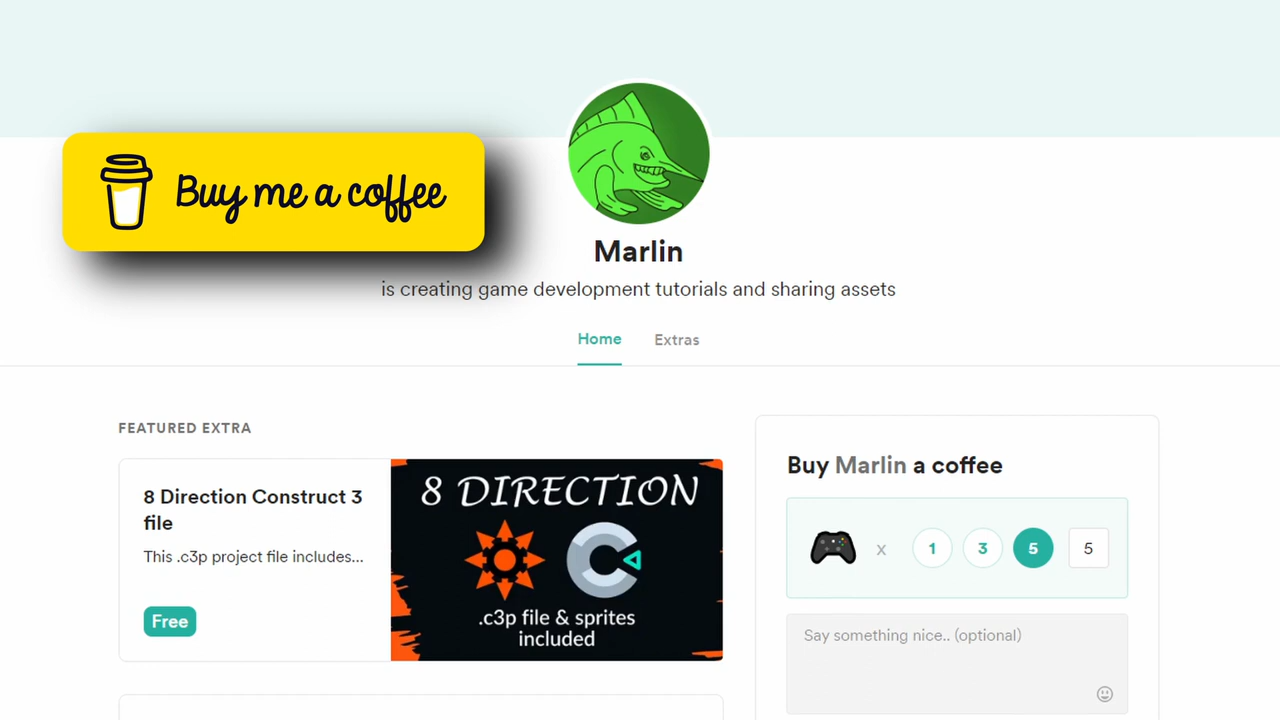 Buy me a coffee
Marlin
is creating game development tutorials and sharing assets
Home Extras
FEATURED EXTRA
8 Direction Construct 3
file
This .c3p project file includes...
Free
8 DIRECTION
.c3p file & sprites
included
Buy Marlin a coffee
x 1 3 5 5
Say something nice.. (optional)